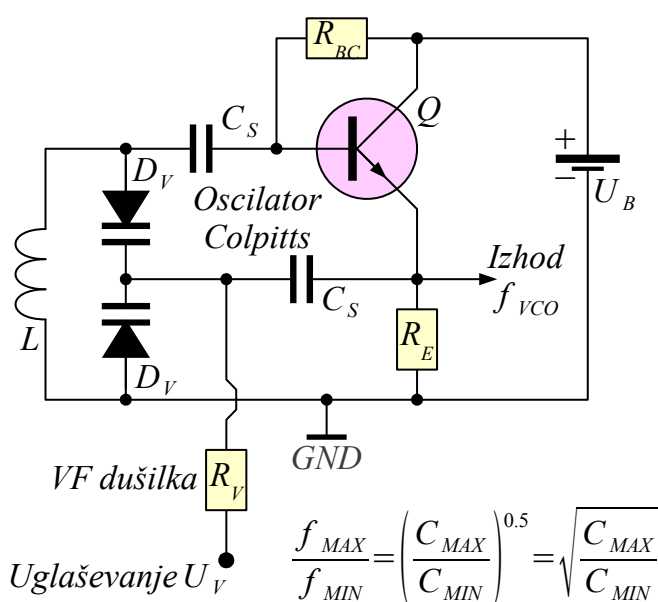 R_BC
Q
C_S
+
−
U_B
D_V
Oscilator
Colpitts
Izhod
f_VCO
C_S
R_E
L
D_V
GND
VF dušilka
R_V
Uglaševanje U_V
f_MAX / f_MIN = (C_MAX / C_MIN)^0.5 = √(C_MAX / C_MIN)